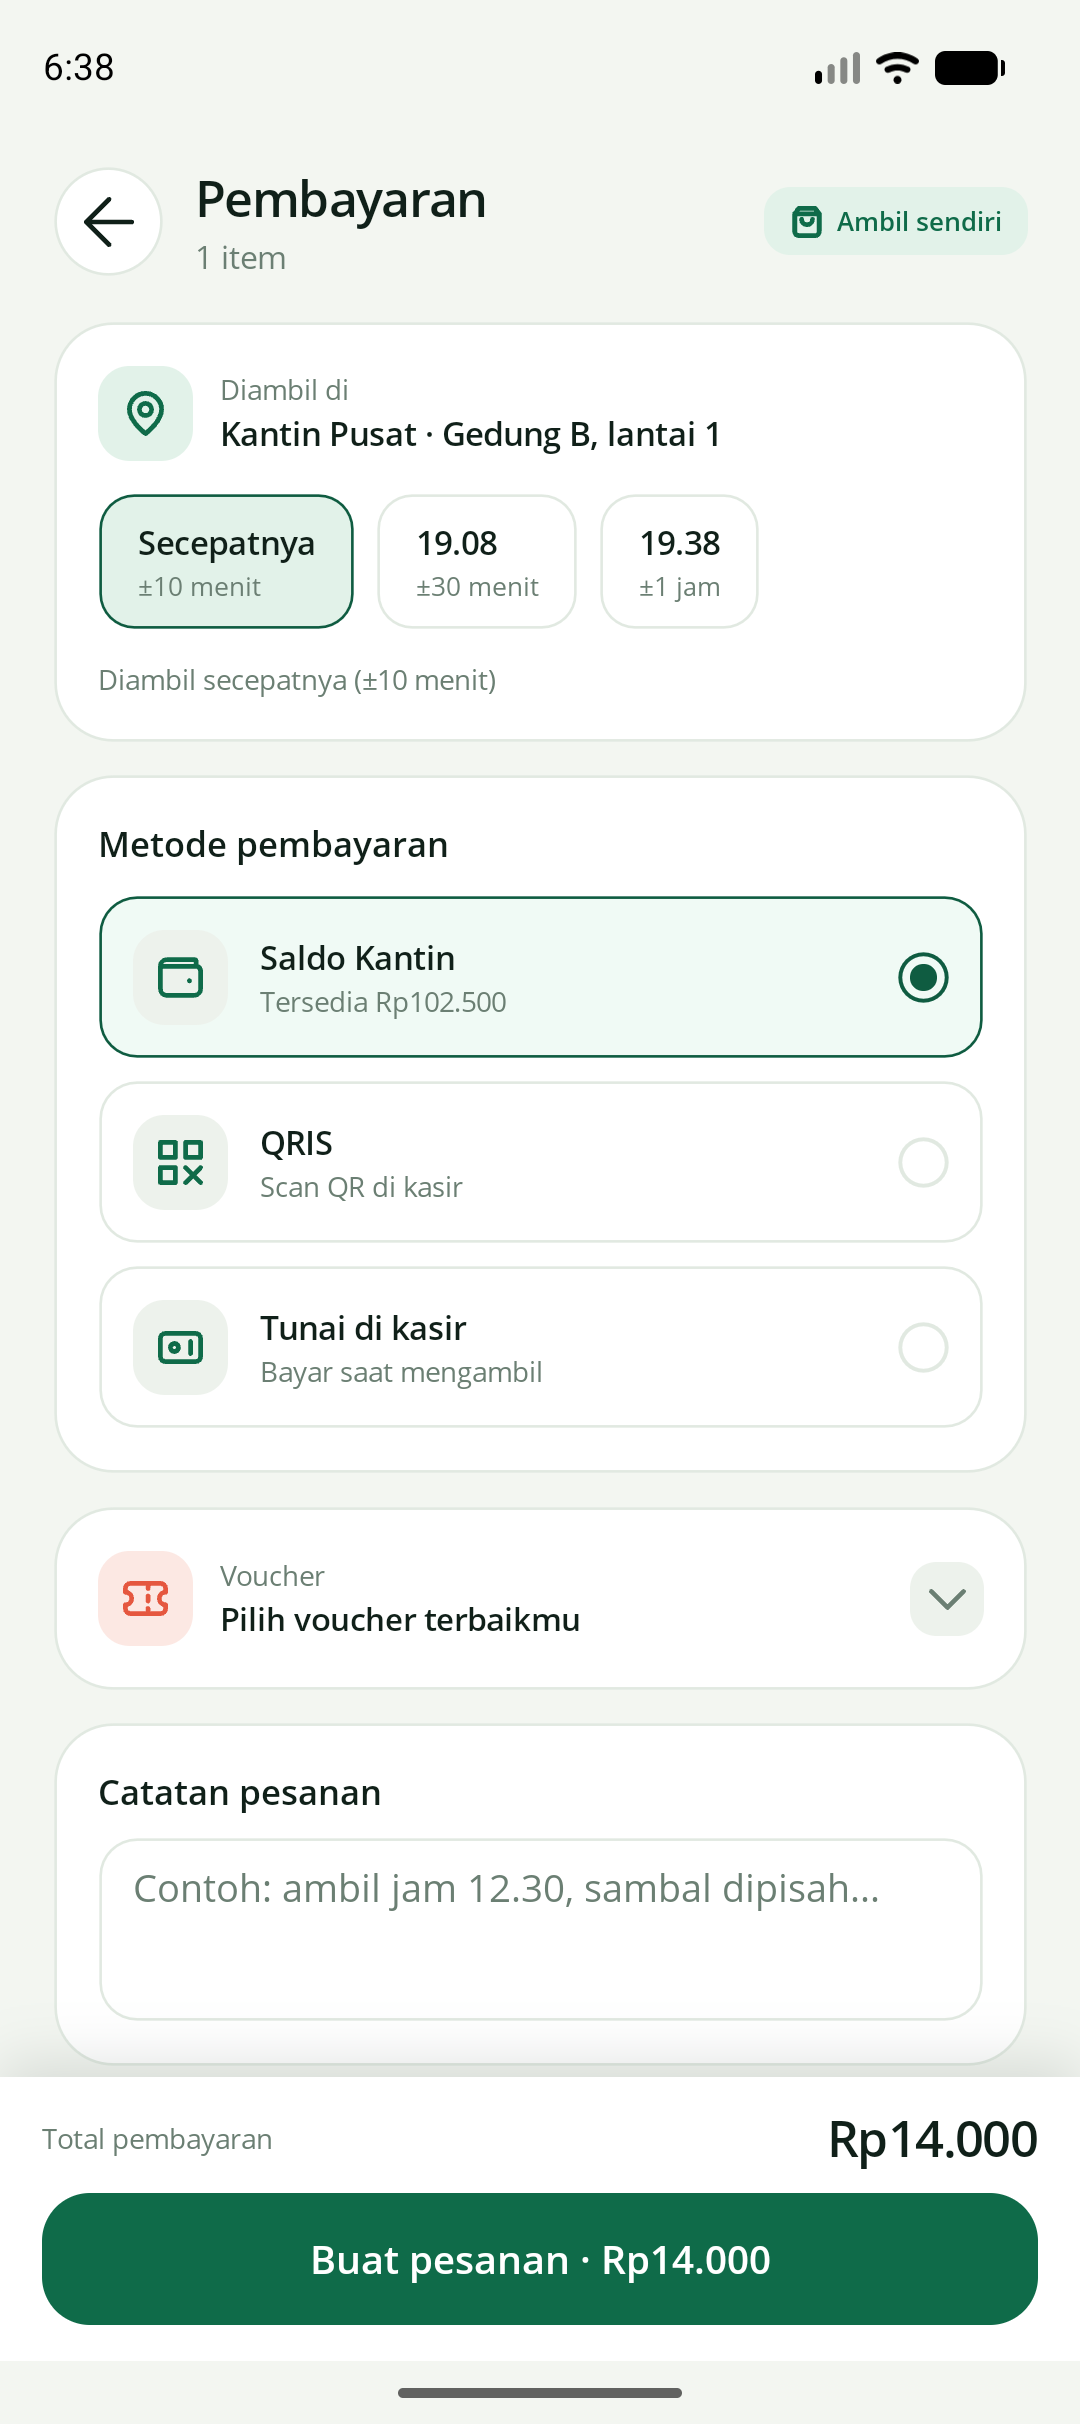 6:38
Pembayaran
1 item
Ambil sendiri
Diambil di
Kantin Pusat · Gedung B, lantai 1
Secepatnya
±10 menit
19.08
±30 menit
19.38
±1 jam
Diambil secepatnya (±10 menit)
Metode pembayaran
Saldo Kantin
Tersedia Rp102.500
QRIS
Scan QR di kasir
Tunai di kasir
Bayar saat mengambil
Voucher
Pilih voucher terbaikmu
Catatan pesanan
Contoh: ambil jam 12.30, sambal dipisah...
Total pembayaran
Rp14.000
Buat pesanan · Rp14.000